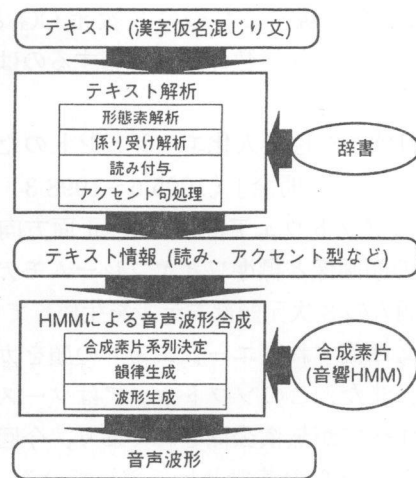 テキスト (漢字仮名混じり文)
テキスト解析
形態素解析
係り受け解析
読み付与
アクセント句処理
辞書
テキスト情報 (読み、アクセント型など)
HMMによる音声波形合成
合成素片系列決定
韻律生成
波形生成
合成素片
(音響HMM)
音声波形